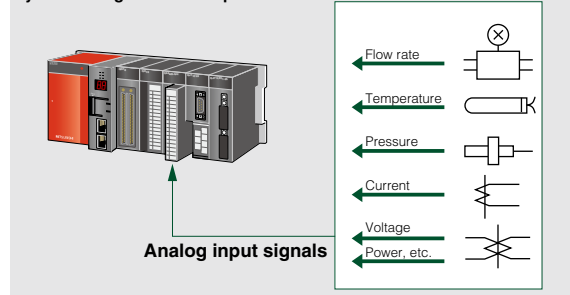 Flow rate
Temperature
Pressure
Current
Voltage
Power, etc.
Analog input signals